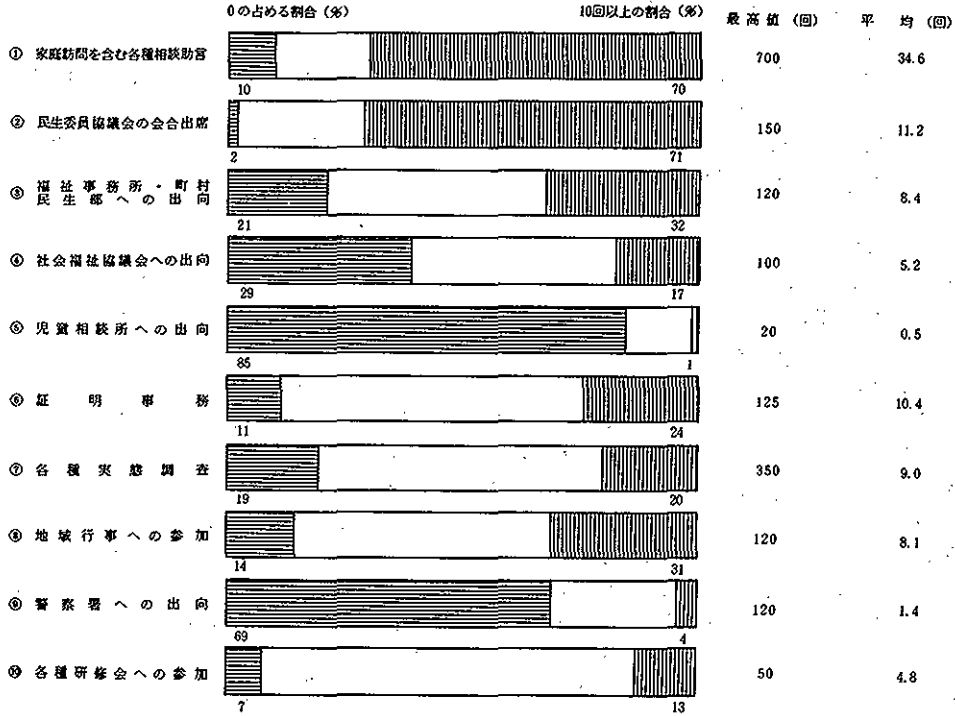 0の占める割合(%) 10回以上の割合(%) 最高値(回) 平均(回)
① 家庭訪問を含む各種相談助言 700 34.6
10 70
② 民生委員協議会の会合出席 150 11.2
2 71
③ 福祉事務所・町村
民生部への出向 120 8.4
21 32
④ 社会福祉協議会への出向 100 5.2
29 17
⑤ 児童相談所への出向 20 0.5
85 1
⑥ 証明事務 125 10.4
11 24
⑦ 各種実態調査 350 9.0
19 20
⑧ 地域行事への参加 120 8.1
14 31
⑨ 警察署への出向 120 1.4
69 4
⑩ 各種研修会への参加 50 4.8
7 13